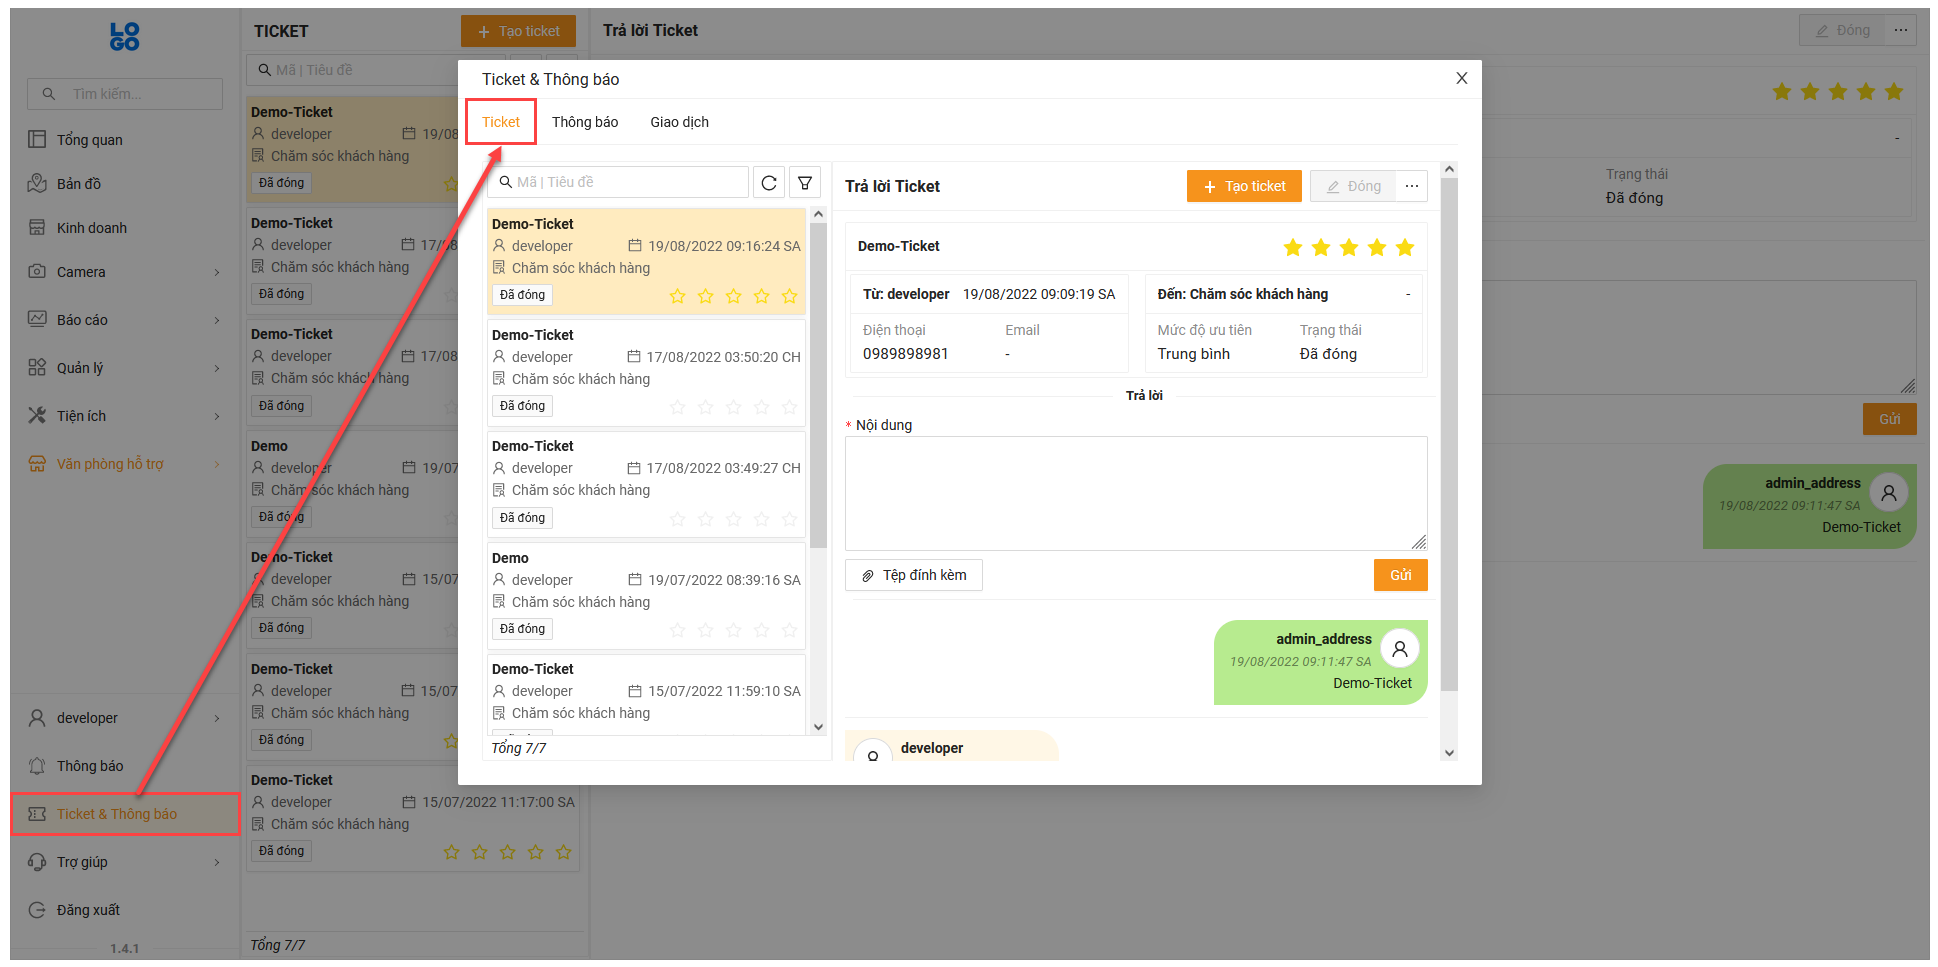 LO
GO
Tìm kiếm...
Tổng quan
Bản đồ
Kinh doanh
Camera
Báo cáo
Quản lý
Tiện ích
Văn phòng hỗ trợ
developer
Thông báo
Ticket & Thông báo
Trợ giúp
Đăng xuất
1.4.1
TICKET
Tạo ticket
Mã | Tiêu đề
Demo-Ticket
developer 19/08
Chăm sóc khách hàng
Đã đóng
developer 17/08
Chăm sóc khách hàng
Đã đóng
Demo-Ticket
developer 17/08
Chăm sóc khách hàng
Đã đóng
Demo
developer 19/07
Chăm sóc khách hàng
Đã đóng
Demo-Ticket
developer 15/07
Chăm sóc khách hàng
Đã đóng
Demo-Ticket
developer 15/07
Chăm sóc khách hàng
Đã đóng
Demo-Ticket
developer 15/07/2022 11:17:00 SA
Chăm sóc khách hàng
Đã đóng
Tổng 7/7
Trả lời Ticket
Đóng
-
Trạng thái
Đã đóng
Gửi
admin_address
19/08/2022 09:11:47 SA
Demo-Ticket
Ticket & Thông báo
Ticket Thông báo Giao dịch
Mã | Tiêu đề
Demo-Ticket
developer 19/08/2022 09:16:24 SA
Chăm sóc khách hàng
Đã đóng
Demo-Ticket
developer 17/08/2022 03:50:20 CH
Chăm sóc khách hàng
Đã đóng
Demo-Ticket
developer 17/08/2022 03:49:27 CH
Chăm sóc khách hàng
Đã đóng
Demo
developer 19/07/2022 08:39:16 SA
Chăm sóc khách hàng
Đã đóng
Demo-Ticket
developer 15/07/2022 11:59:10 SA
Chăm sóc khách hàng
Tổng 7/7
Trả lời Ticket
Tạo ticket
Đóng
Demo-Ticket
Từ: developer 19/08/2022 09:09:19 SA
Điện thoại Email
0989898981 -
Đến: Chăm sóc khách hàng -
Mức độ ưu tiên Trạng thái
Trung bình Đã đóng
Trả lời
* Nội dung
Tệp đính kèm
Gửi
admin_address
19/08/2022 09:11:47 SA
Demo-Ticket
developer